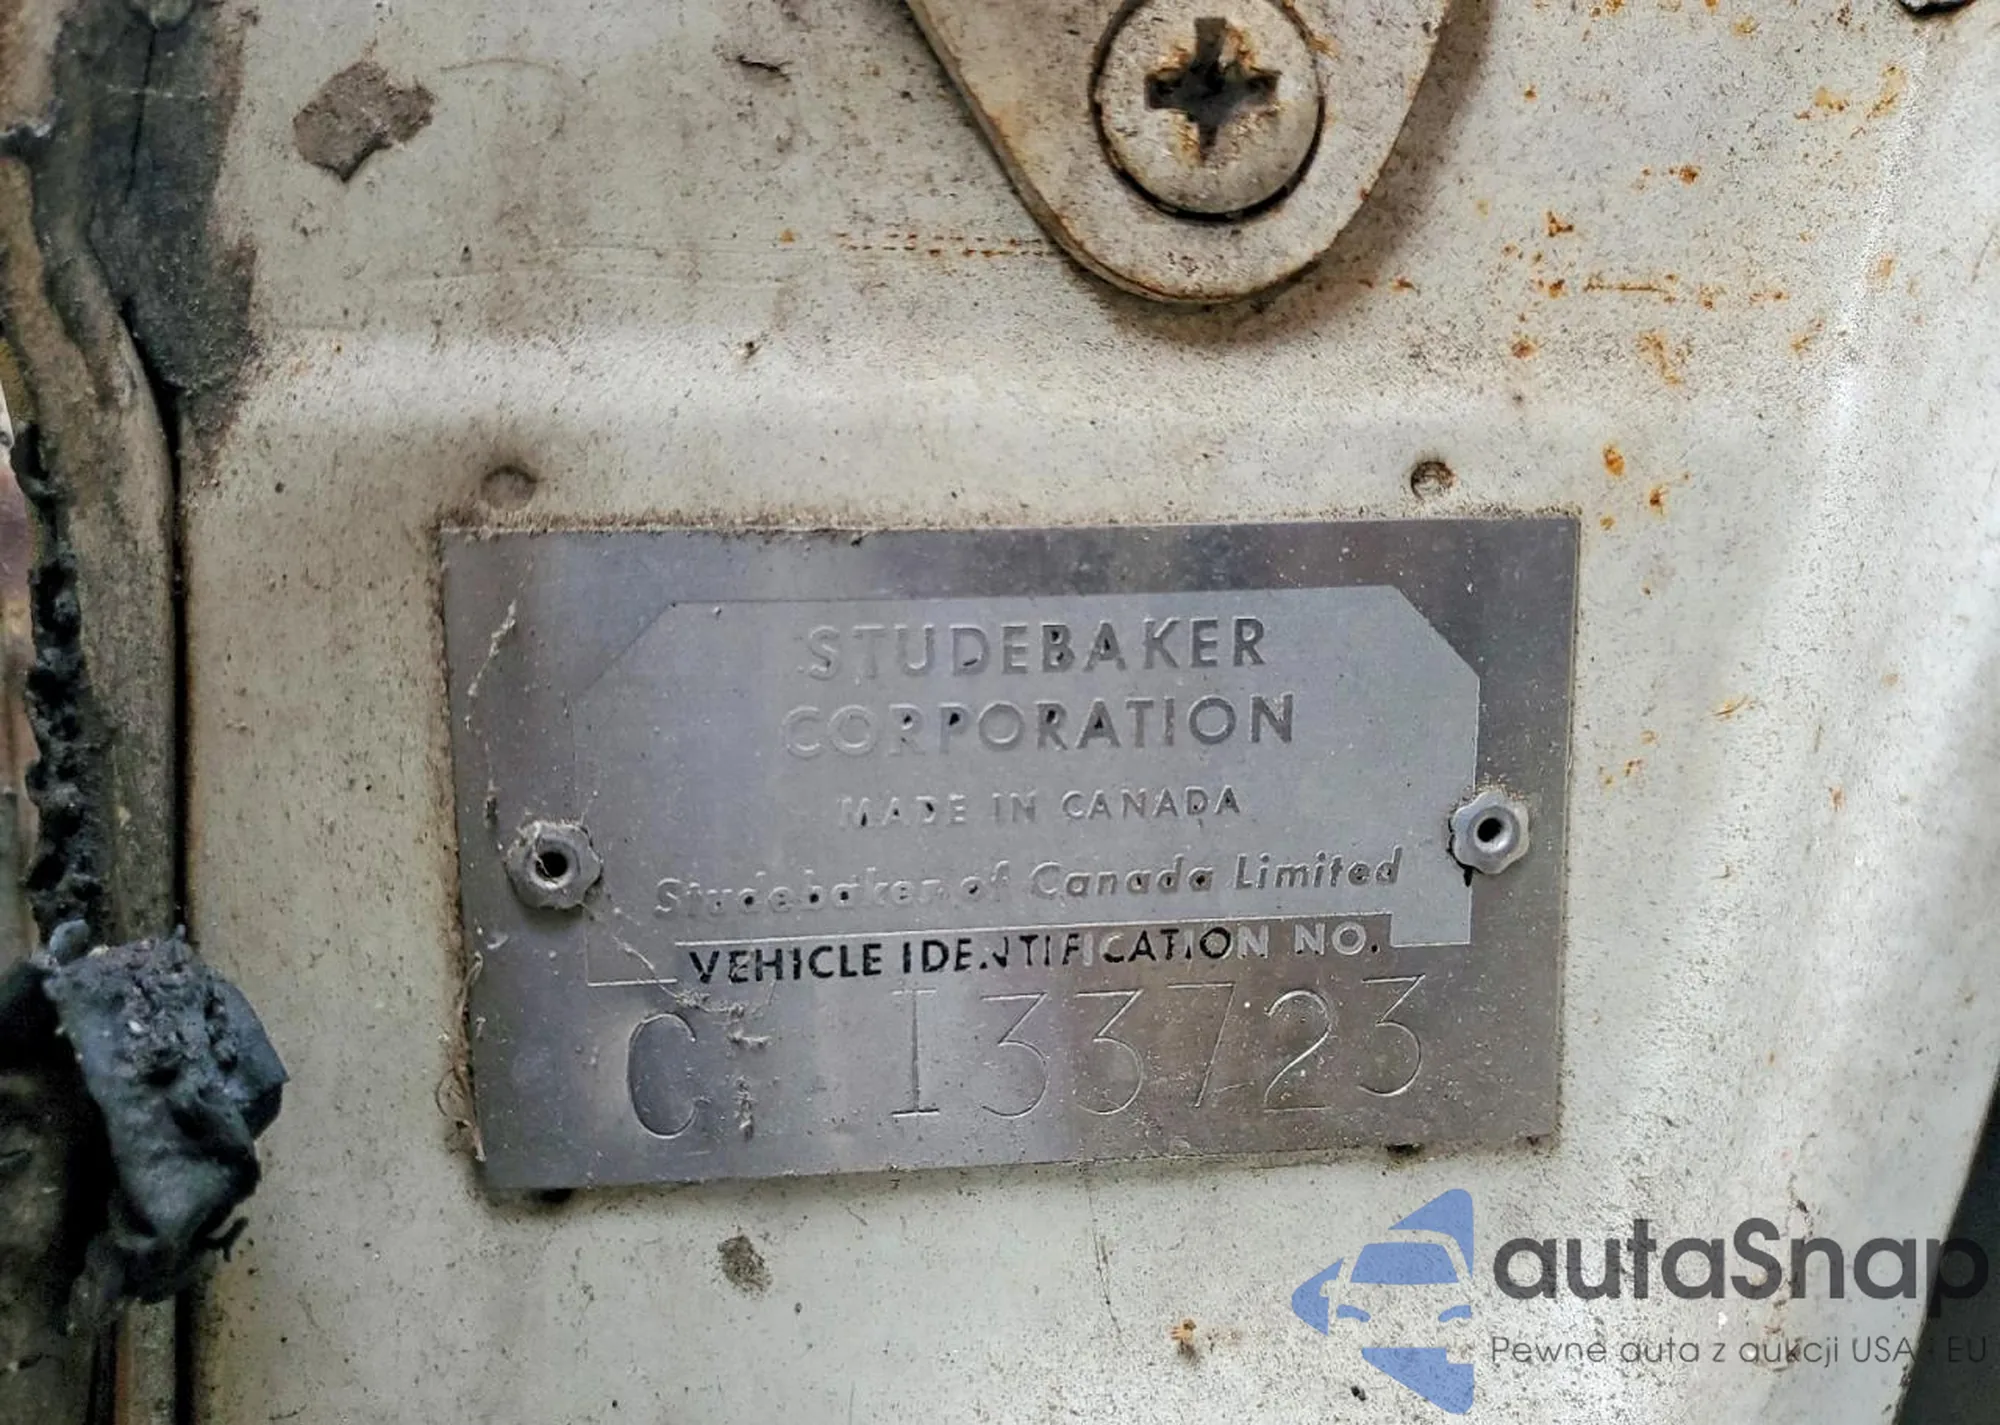 STUDEBAKER
CORPORATION
MADE IN CANADA
Studebaker of Canada Limited
VEHICLE IDENTIFICATION NO.
C 133723
autaSnap
Pewne auta z aukcji USA i EU